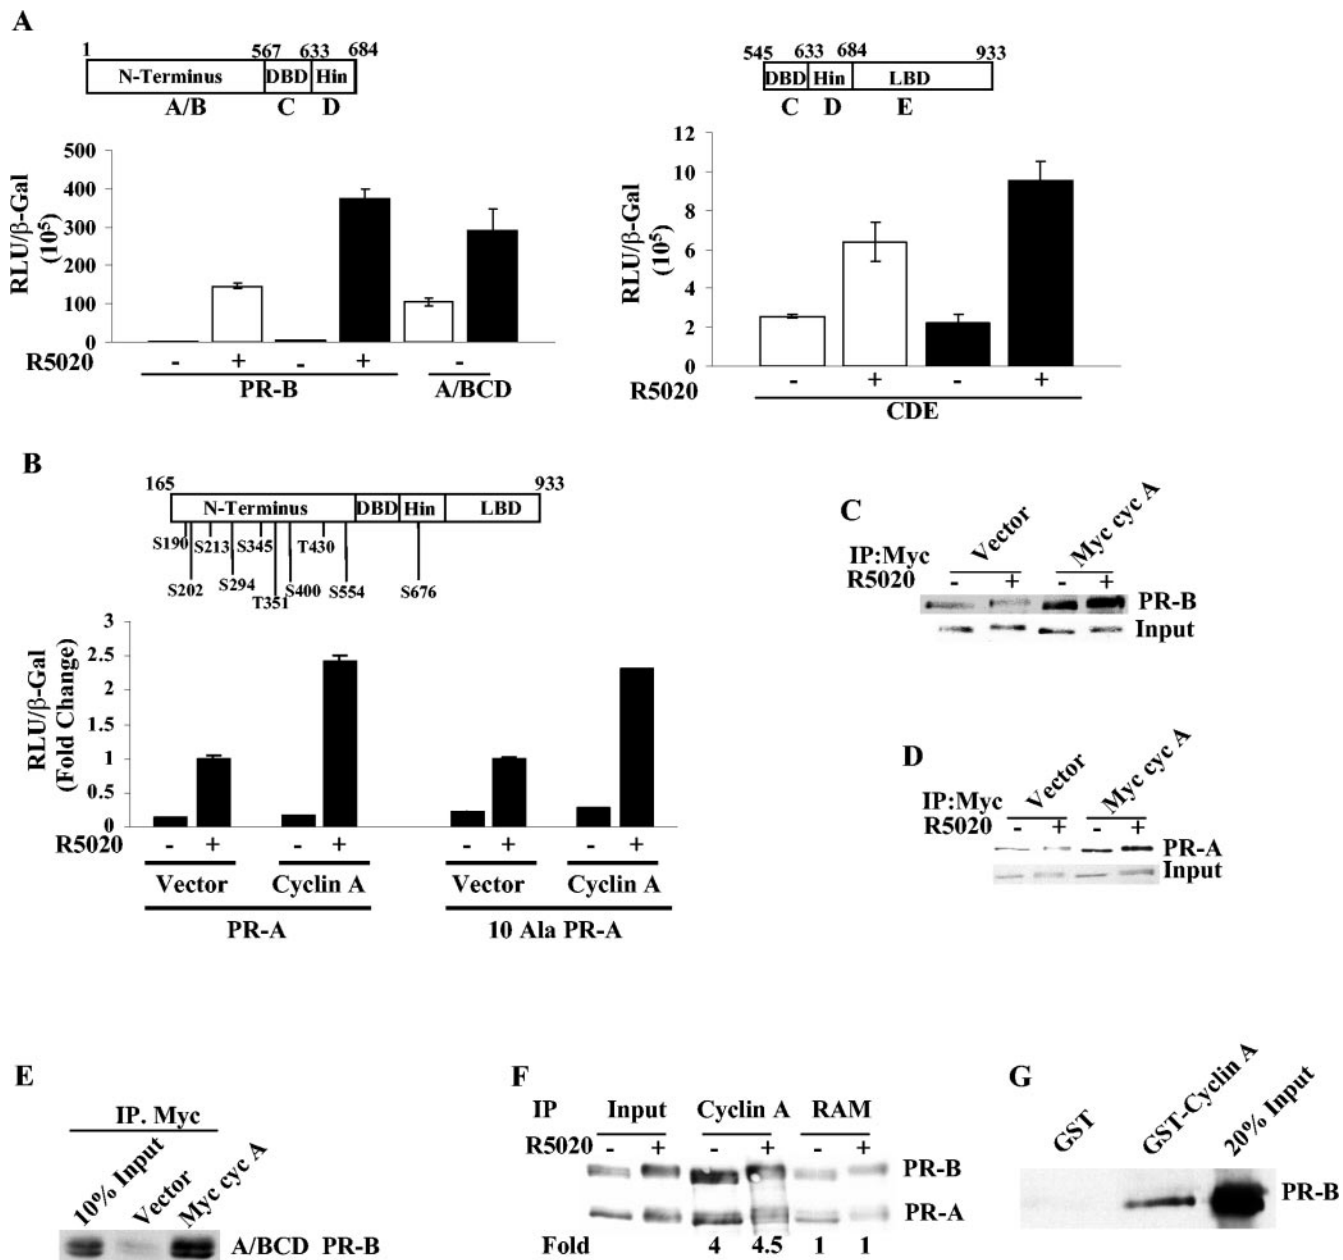 A
1 567 633 684
N-Terminus DBD Hin
A/B C D
RLU/β-Gal
(10⁵)
500
400
300
200
100
0
R5020 - + - + -
PR-B A/BCD
545 633 684 933
DBD Hin LBD
C D E
RLU/β-Gal
(10⁵)
12
10
8
6
4
2
0
R5020 - + - +
CDE
B
165 933
N-Terminus DBD Hin LBD
S190 S213 S345 T430
S202 S294 T351 S400 S554 S676
RLU/β-Gal
(Fold Change)
3
2.5
2
1.5
1
0.5
0
R5020 - + - + - + - +
Vector Cyclin A Vector Cyclin A
PR-A 10 Ala PR-A
C
Vector Myc cyc A
IP:Myc
R5020 - + - +
PR-B
Input
D
Vector Myc cyc A
IP:Myc
R5020 - + - +
PR-A
Input
E
IP. Myc
10% Input Vector Myc cyc A
A/BCD PR-B
F
IP Input Cyclin A RAM
R5020 - + - + - +
PR-B
PR-A
Fold 4 4.5 1 1
G
GST GST-Cyclin A 20% Input
PR-B